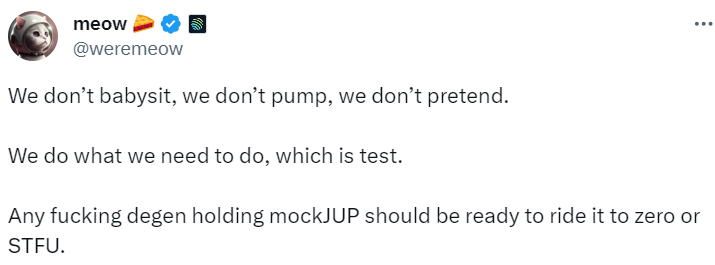 meow
@weremeow
We don’t babysit, we don’t pump, we don’t pretend.
We do what we need to do, which is test.
Any fucking degen holding mockJUP should be ready to ride it to zero or
STFU.